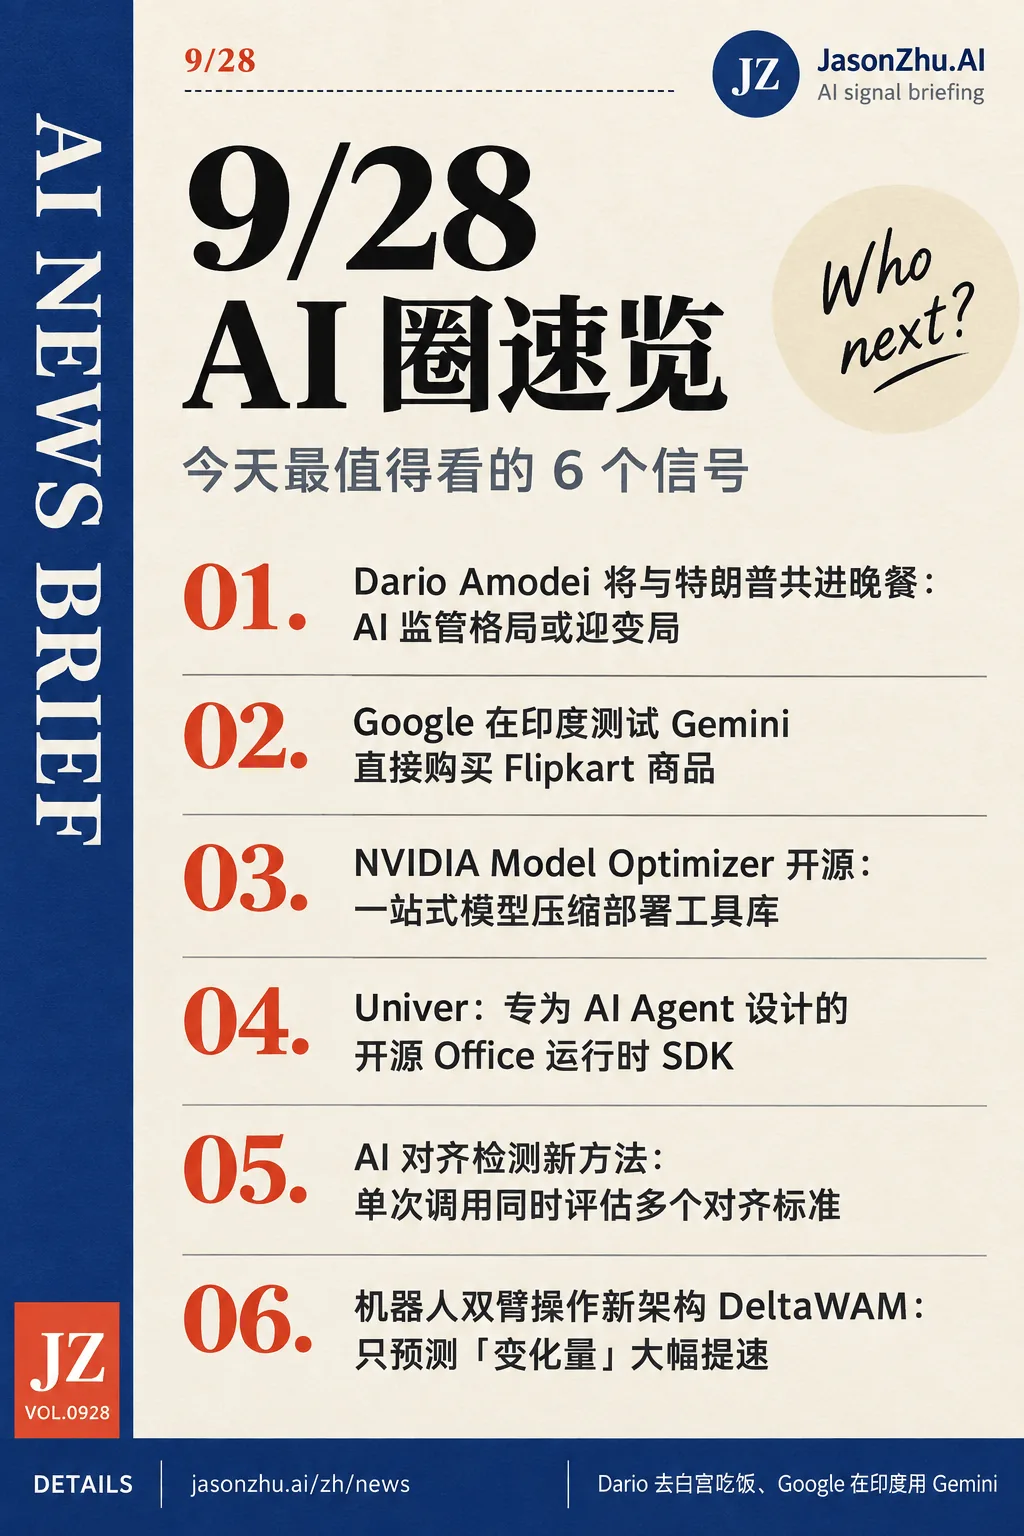 9/28
JZ
JasonZhu.AI
AI signal briefing
AI NEWS BRIEF
9/28
AI 圈速览
Who
next?
今天最值得看的 6 个信号
01.
Dario Amodei 将与特朗普共进晚餐：
AI 监管格局或迎变局
02.
Google 在印度测试 Gemini
直接购买 Flipkart 商品
03.
NVIDIA Model Optimizer 开源：
一站式模型压缩部署工具库
04.
Univer：专为 AI Agent 设计的
开源 Office 运行时 SDK
05.
AI 对齐检测新方法：
单次调用同时评估多个对齐标准
06.
机器人双臂操作新架构 DeltaWAM：
只预测「变化量」大幅提速
JZ
VOL.0928
DETAILS
jasonzhu.ai/zh/news
Dario 去白宫吃饭、Google 在印度用 Gemini